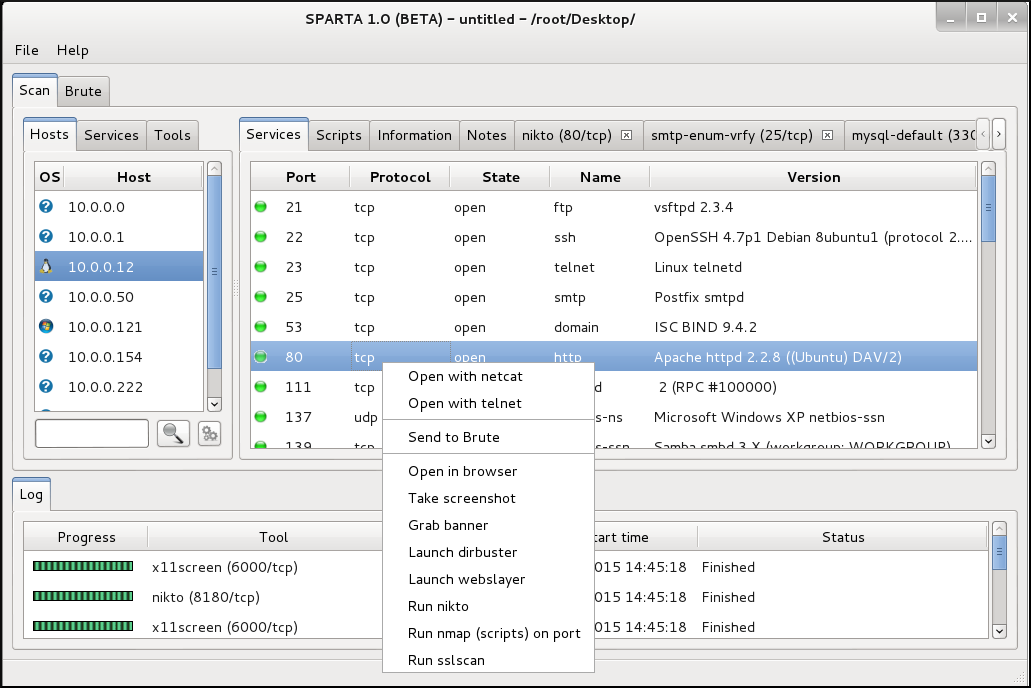 SPARTA 1.0 (BETA) - untitled - /root/Desktop/
File Help
Scan Brute
Hosts Services Tools
Services Scripts Information Notes nikto (80/tcp) smtp-enum-vrfy (25/tcp) mysql-default (330
OS Host
Port Protocol State Name Version
10.0.0.0
21 tcp open ftp vsftpd 2.3.4
10.0.0.1
22 tcp open ssh OpenSSH 4.7p1 Debian 8ubuntu1 (protocol 2....
10.0.0.12
23 tcp open telnet Linux telnetd
10.0.0.50
25 tcp open smtp Postfix smtpd
10.0.0.121
53 tcp open domain ISC BIND 9.4.2
10.0.0.154
80 tcp open http Apache httpd 2.2.8 ((Ubuntu) DAV/2)
10.0.0.222
111 tcp d 2 (RPC #100000)
137 udp s-ns Microsoft Windows XP netbios-ssn
139 tcp s-ssn Samba smbd 3.X (workgroup: WORKGROUP)
Open with netcat
Open with telnet
Send to Brute
Open in browser
Take screenshot
Grab banner
Launch dirbuster
Launch webslayer
Run nikto
Run nmap (scripts) on port
Run sslscan
Log
Progress Tool tart time Status
x11screen (6000/tcp) 015 14:45:18 Finished
nikto (8180/tcp) 015 14:45:18 Finished
x11screen (6000/tcp) 015 14:45:18 Finished